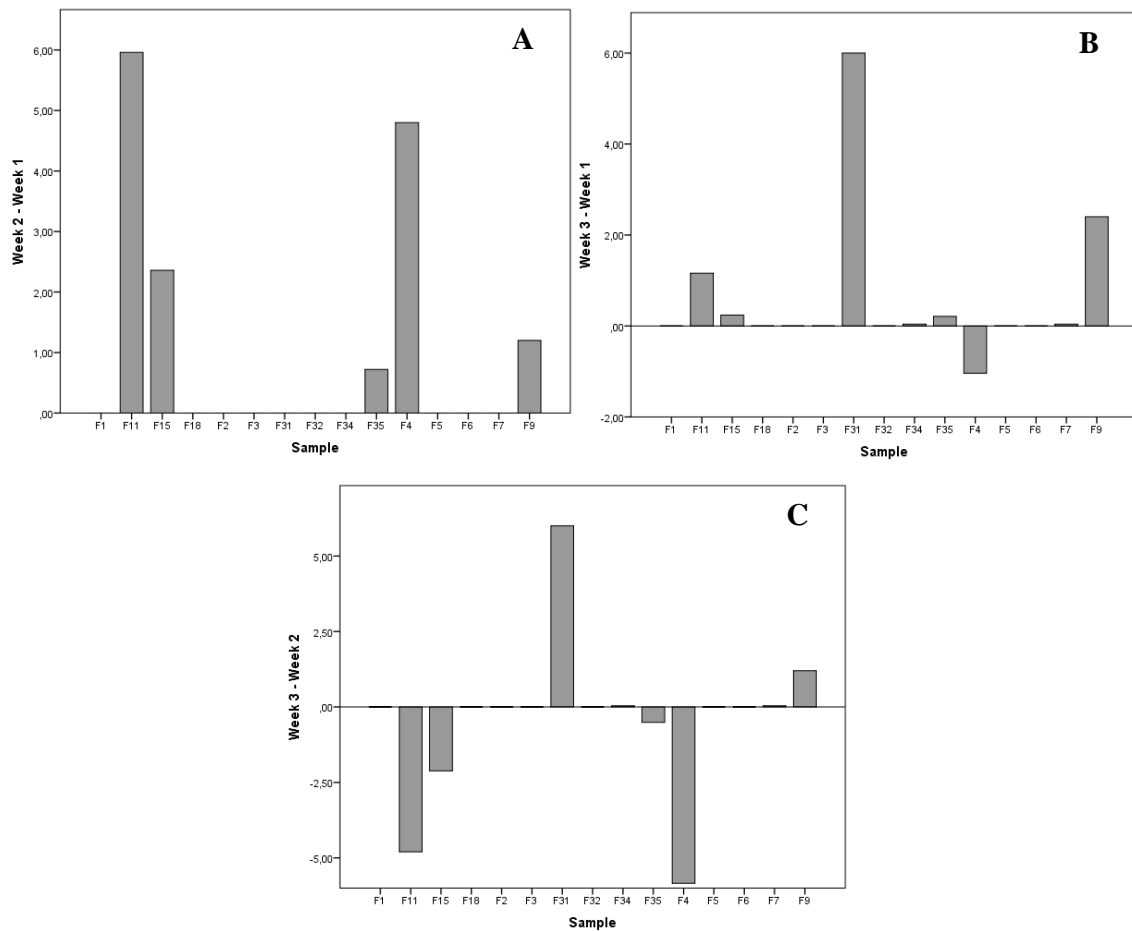 A
6,00
5,00
4,00
3,00
2,00
1,00
,00
Week 2 - Week 1
F1 F11 F15 F18 F2 F3 F31 F32 F34 F35 F4 F5 F6 F7 F9
Sample
B
6,00
4,00
2,00
,00
-2,00
Week 3 - Week 1
F1 F11 F15 F18 F2 F3 F31 F32 F34 F35 F4 F5 F6 F7 F9
Sample
C
5,00
2,50
,00
-2,50
-5,00
Week 3 - Week 2
F1 F11 F15 F18 F2 F3 F31 F32 F34 F35 F4 F5 F6 F7 F9
Sample